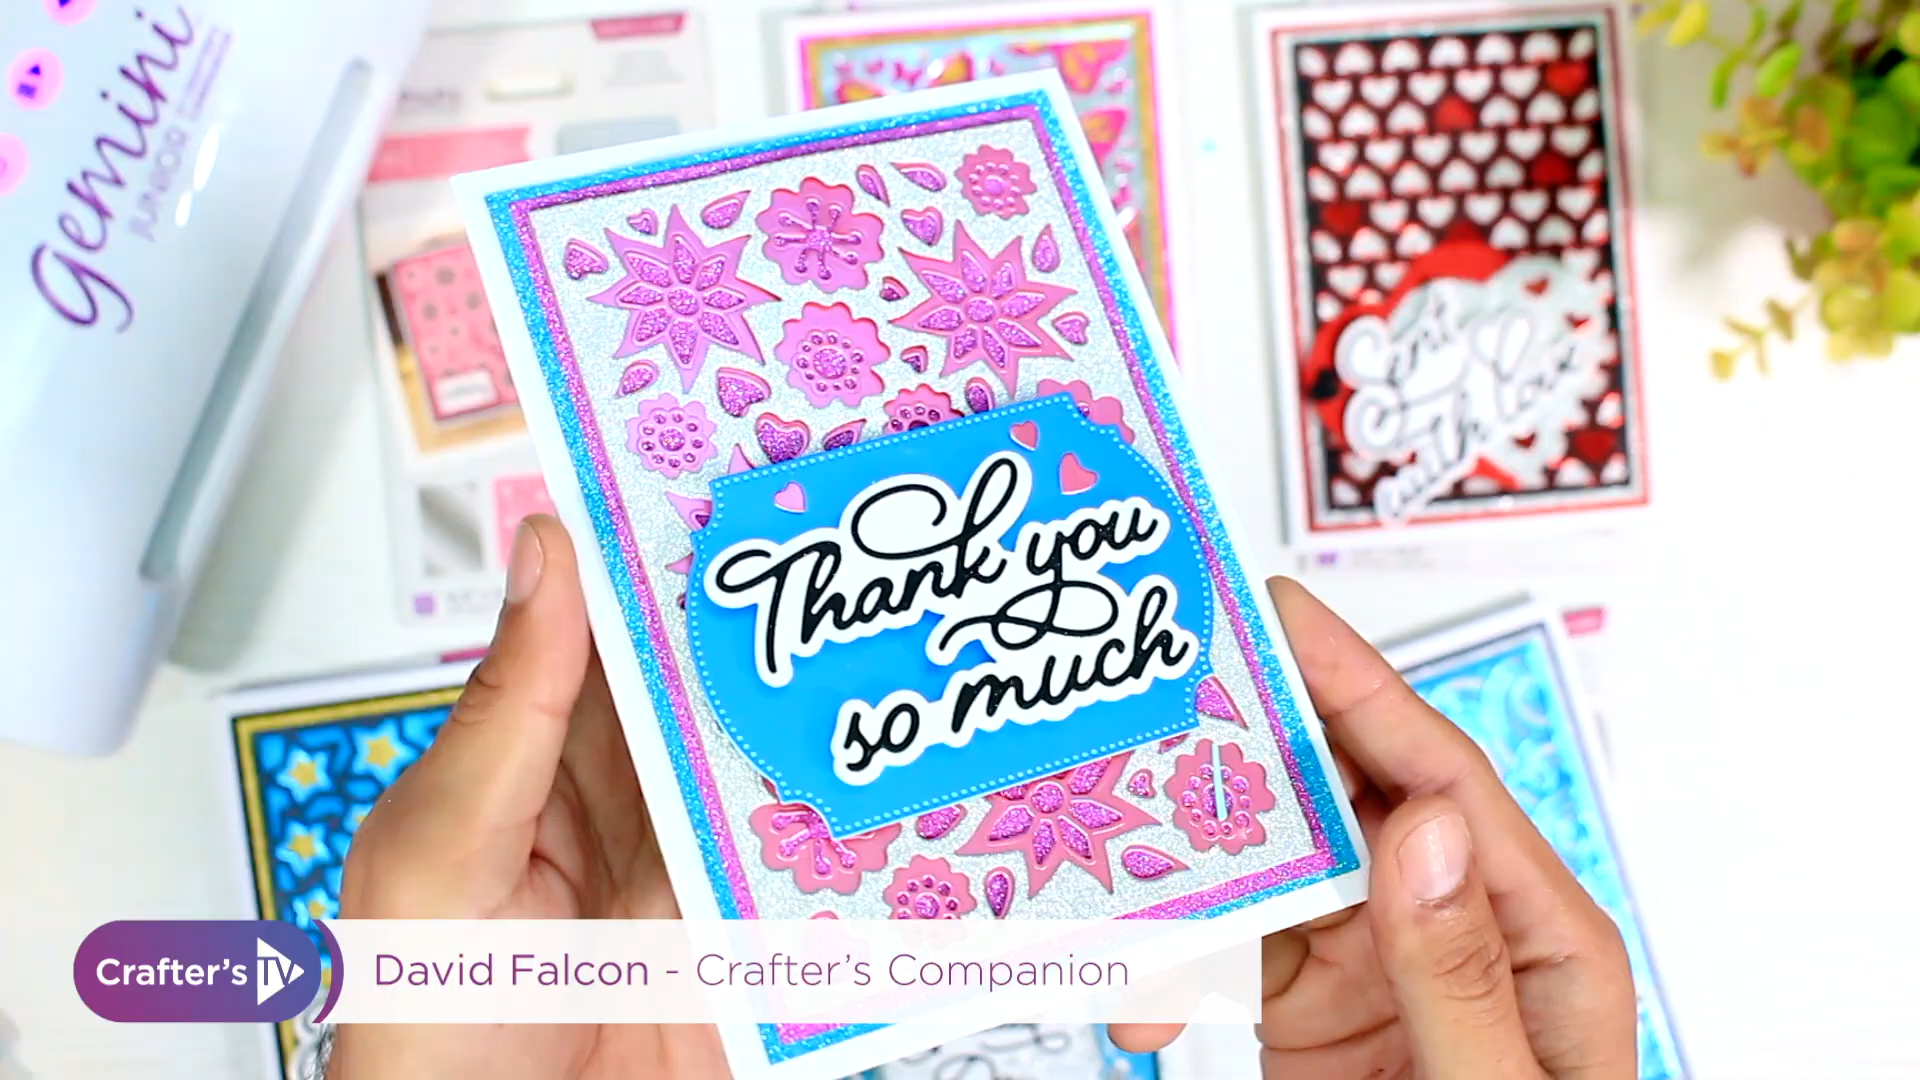 gemini
JUNIOR
Thank you
so much
Sent
with love
Crafter's TV
David Falcon - Crafter's Companion